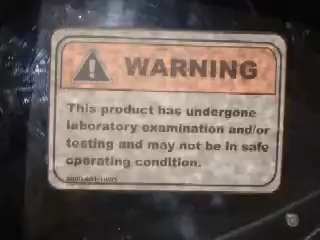 WARNING
This product has undergone
laboratory examination and/or
testing and may not be in safe
operating condition.